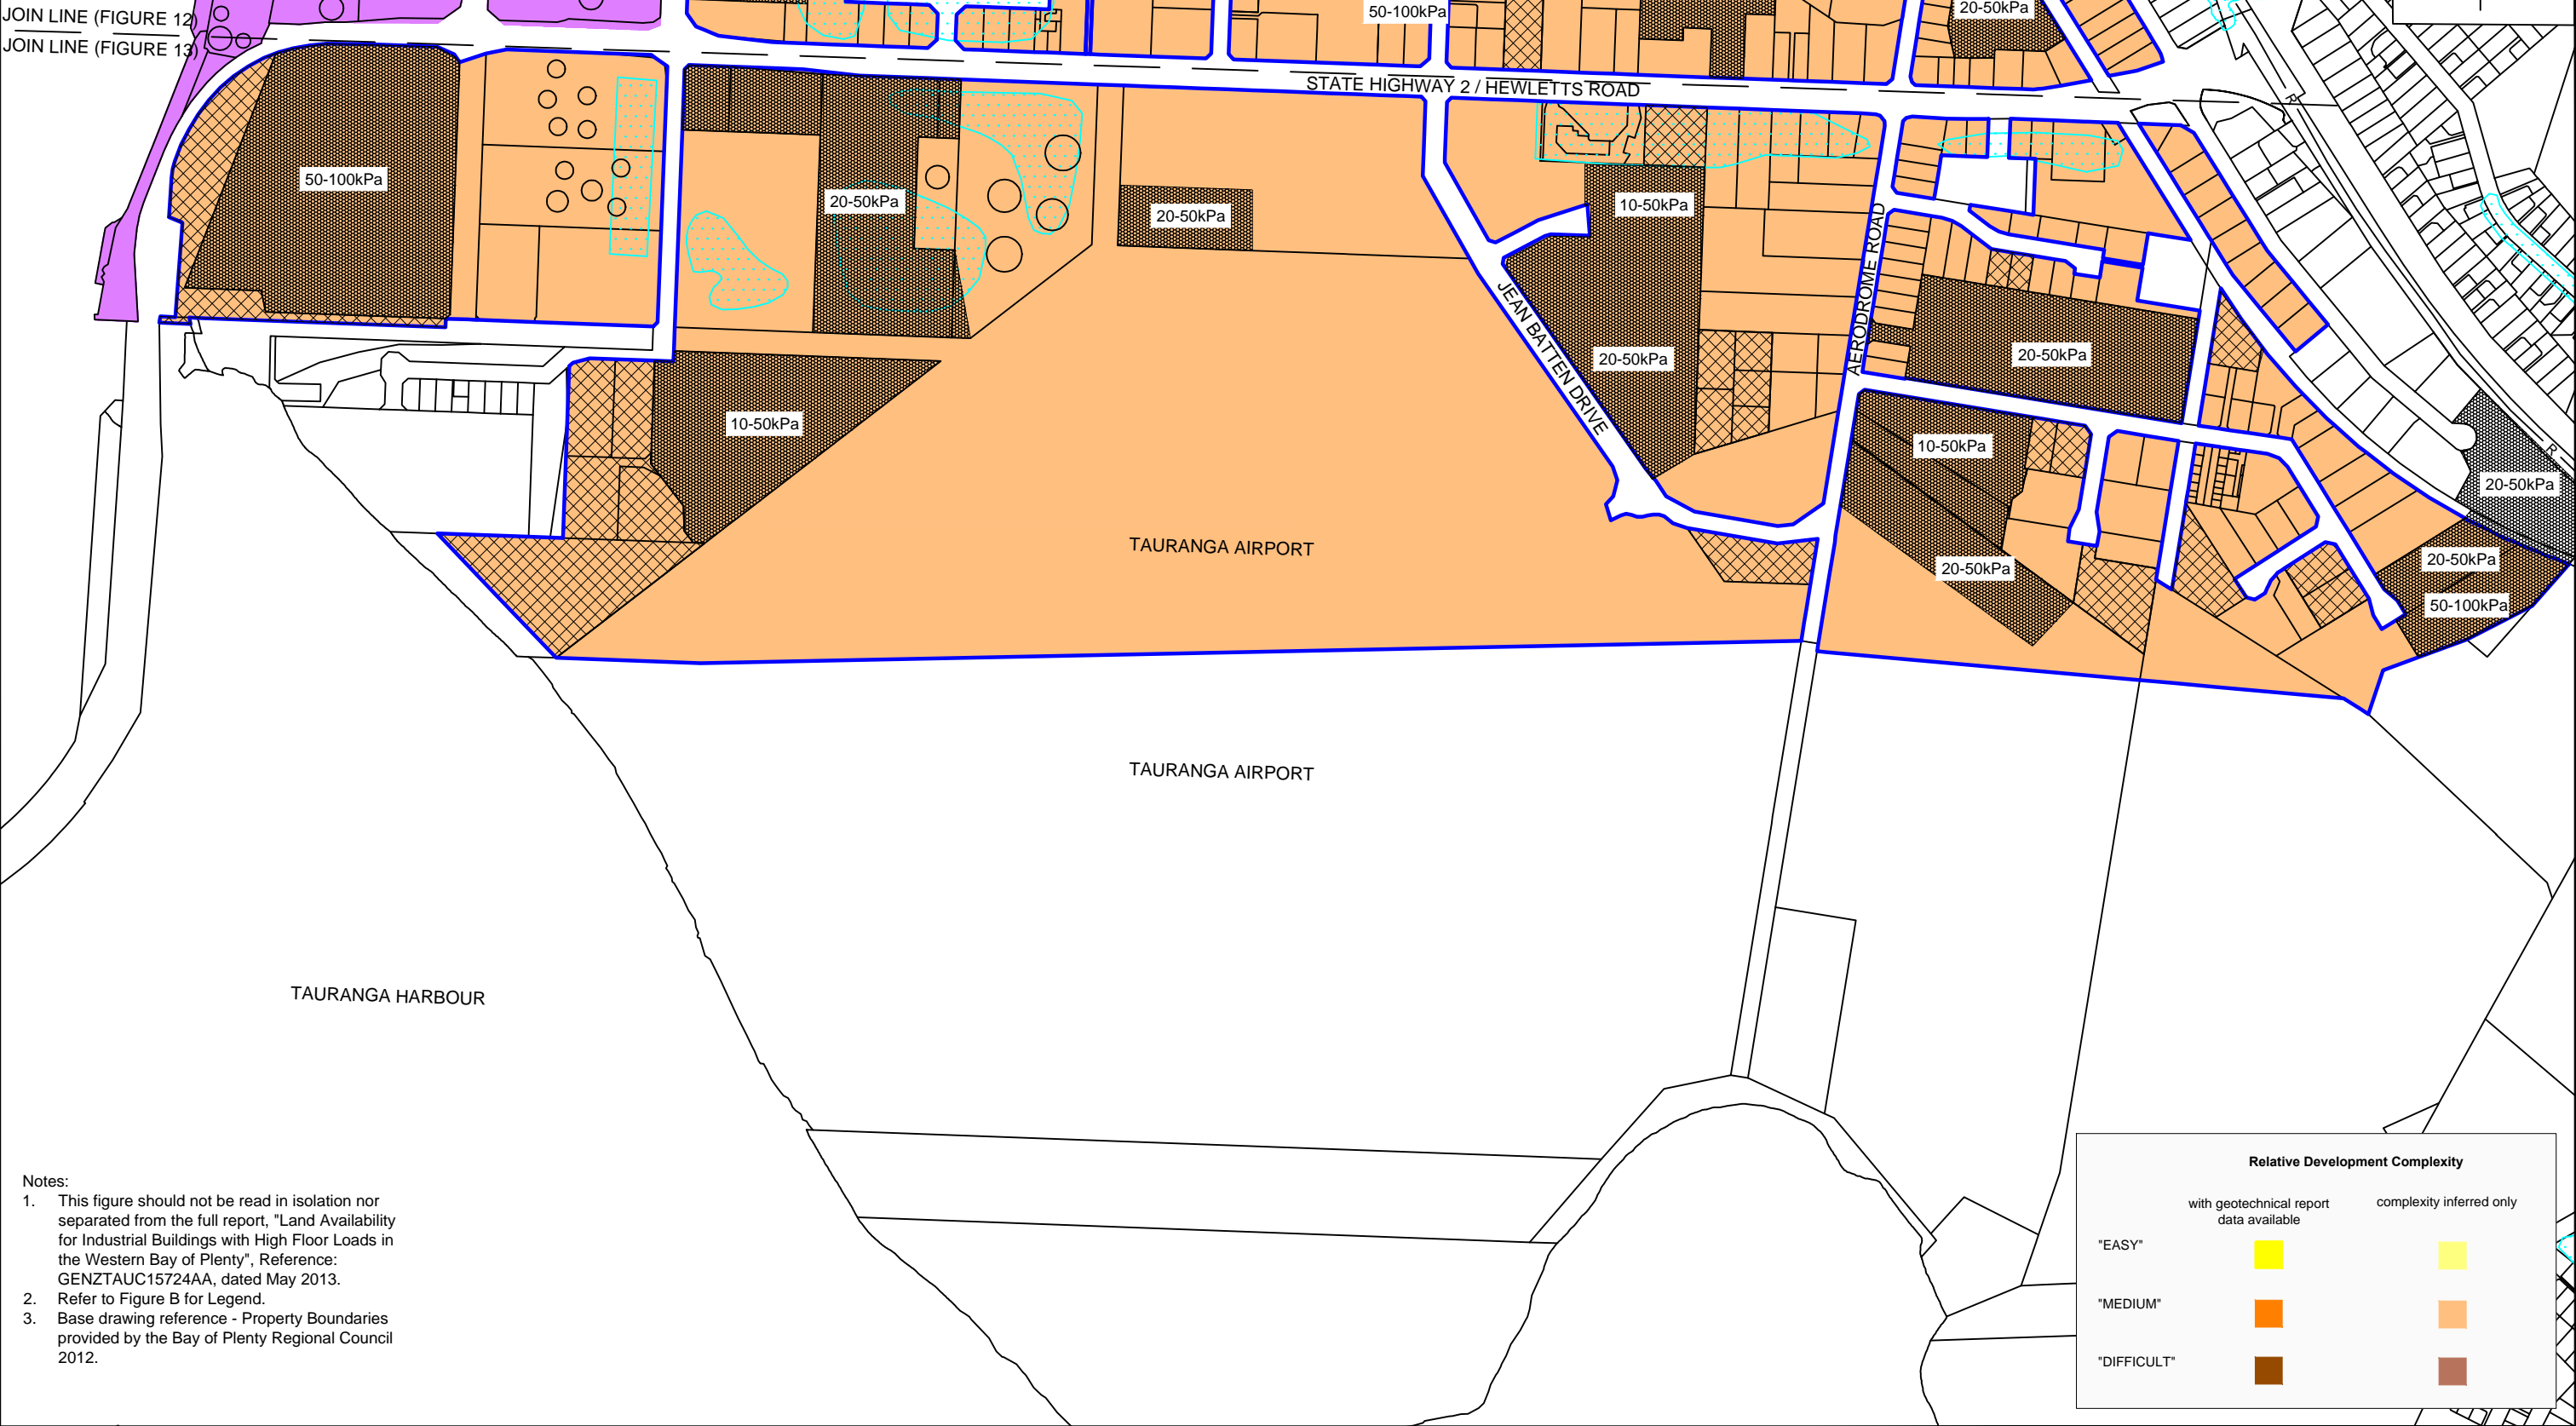 JOIN LINE (FIGURE 12)
JOIN LINE (FIGURE 13)
50-100kPa
20-50kPa
STATE HIGHWAY 2 / HEWLETTS ROAD
50-100kPa
20-50kPa
20-50kPa
10-50kPa
JEAN BATTEN DRIVE
AERODROME ROAD
20-50kPa
20-50kPa
10-50kPa
10-50kPa
20-50kPa
R
R
TAURANGA AIRPORT
20-50kPa
20-50kPa
50-100kPa
TAURANGA AIRPORT
TAURANGA HARBOUR
Notes:
1. This figure should not be read in isolation nor
separated from the full report, "Land Availability
for Industrial Buildings with High Floor Loads in
the Western Bay of Plenty", Reference:
GENZTAUC15724AA, dated May 2013.
2. Refer to Figure B for Legend.
3. Base drawing reference - Property Boundaries
provided by the Bay of Plenty Regional Council
2012.
Relative Development Complexity
with geotechnical report
data available
complexity inferred only
"EASY"
"MEDIUM"
"DIFFICULT"